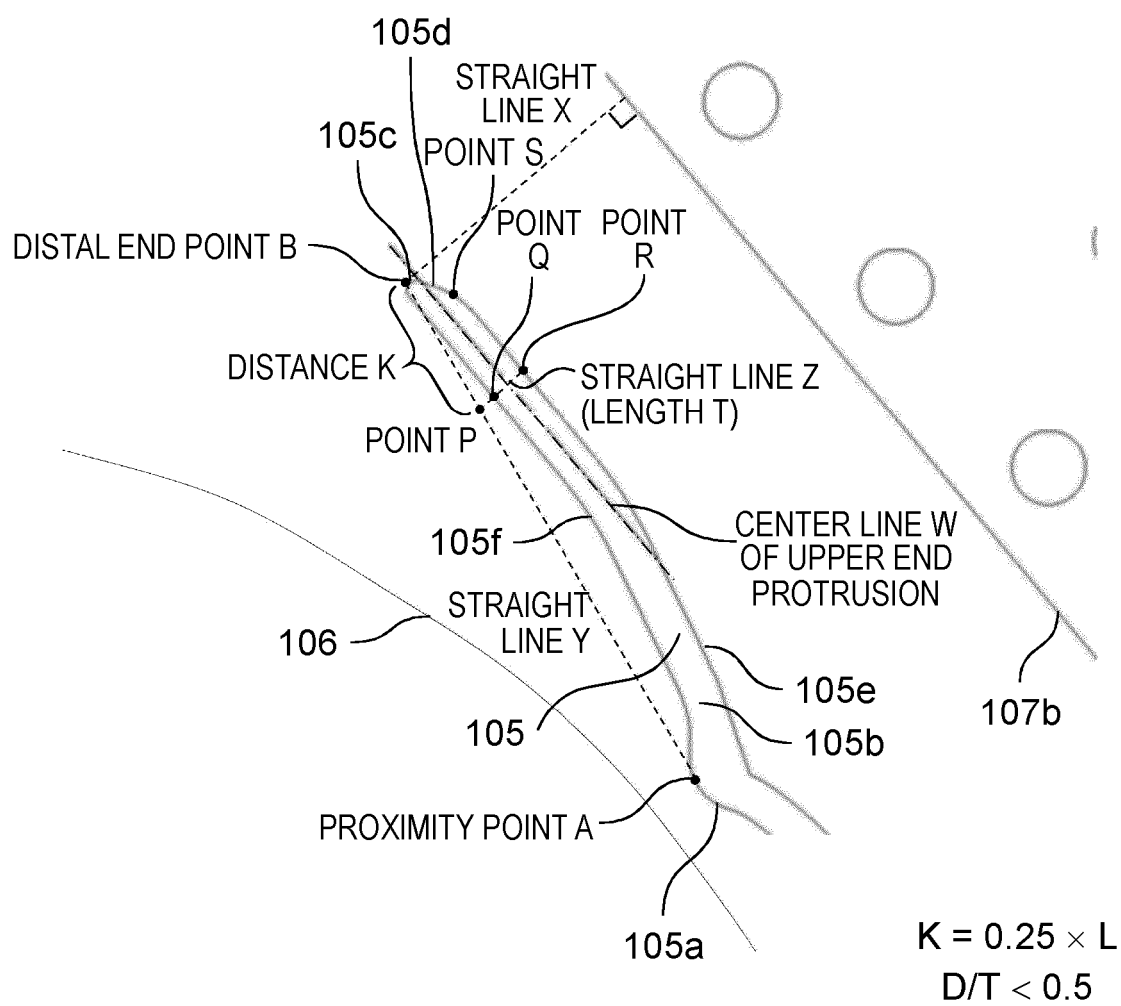 105d
STRAIGHT
LINE X
105c
POINT S
POINT
Q
POINT
R
DISTAL END POINT B
DISTANCE K
STRAIGHT LINE Z
(LENGTH T)
POINT P
105f
CENTER LINE W
OF UPPER END
PROTRUSION
STRAIGHT
LINE Y
106
105e
107b
105
105b
PROXIMITY POINT A
105a
K = 0.25 × L
D/T < 0.5